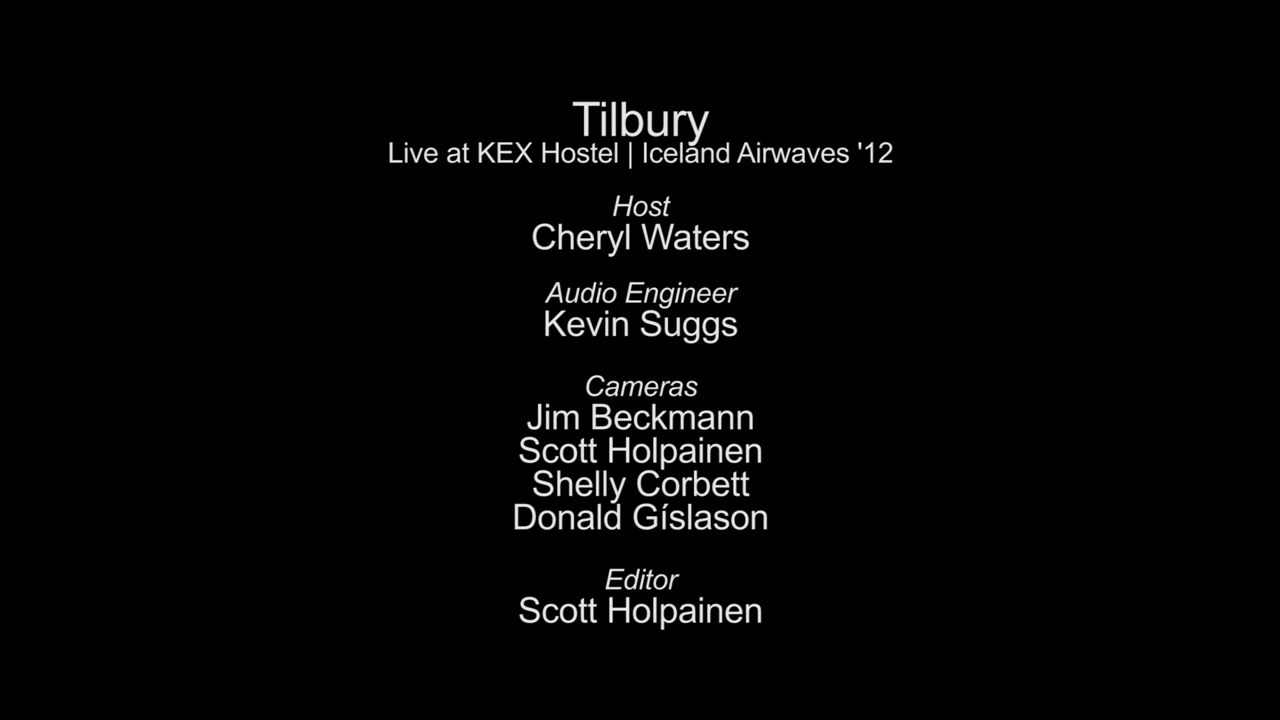 Tilbury
Live at KEX Hostel | Iceland Airwaves '12
Host
Cheryl Waters
Audio Engineer
Kevin Suggs
Cameras
Jim Beckmann
Scott Holpainen
Shelly Corbett
Donald Gíslason
Editor
Scott Holpainen